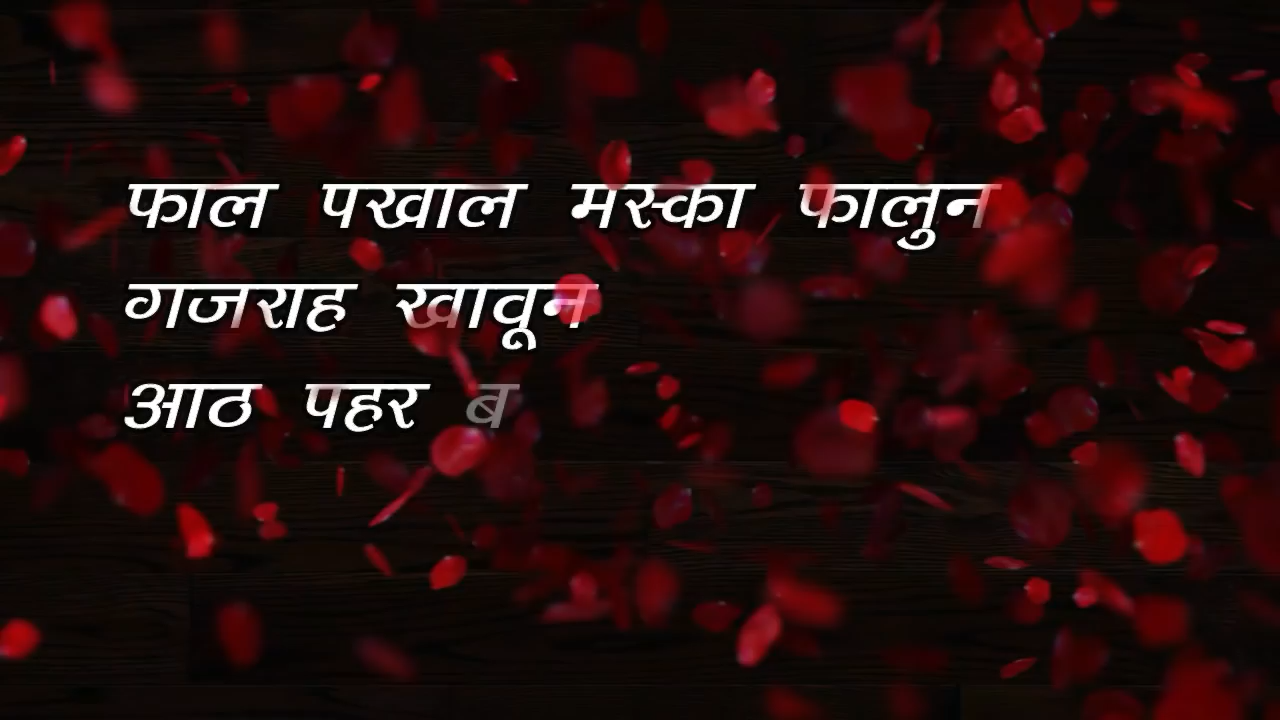 फाल पखाल मस्का फालुन
गजराह खावून
आठ पहर ब